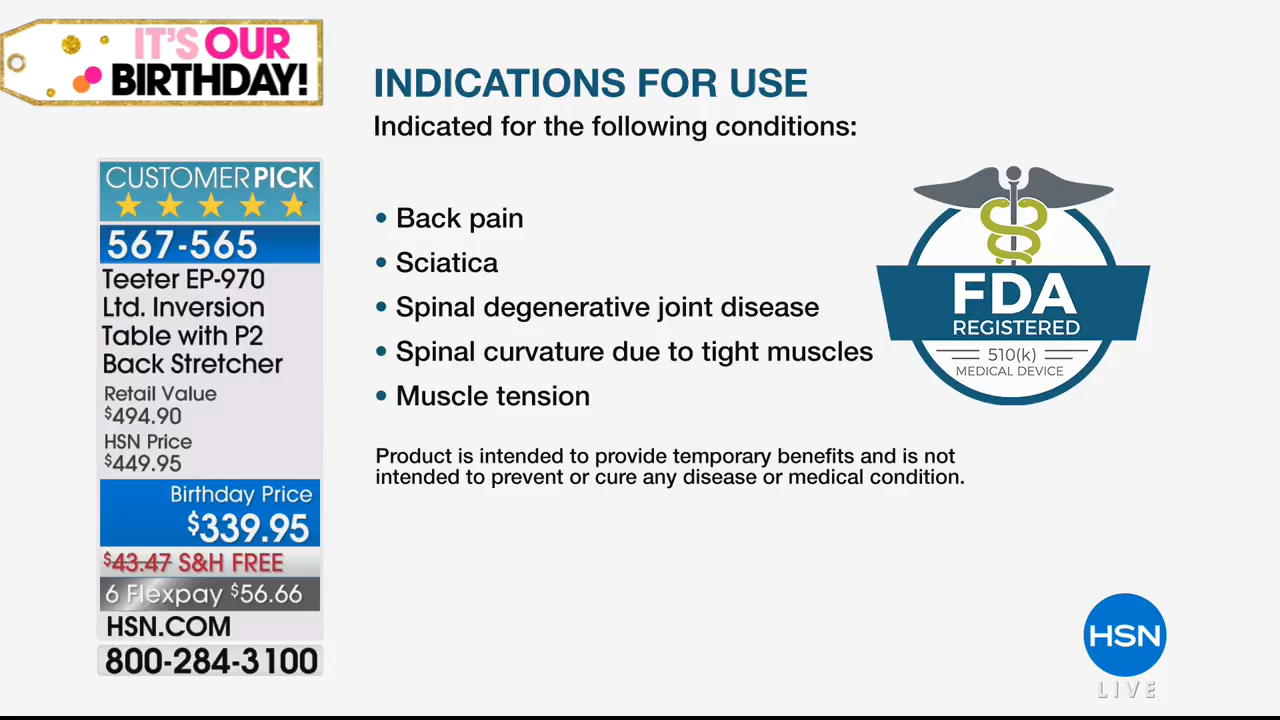 IT'S OUR
BIRTHDAY!
INDICATIONS FOR USE
Indicated for the following conditions:
• Back pain
• Sciatica
• Spinal degenerative joint disease
• Spinal curvature due to tight muscles
• Muscle tension
Product is intended to provide temporary benefits and is not
intended to prevent or cure any disease or medical condition.
FDA
REGISTERED
510(k)
MEDICAL DEVICE
CUSTOMER PICK
567-565
Teeter EP-970
Ltd. Inversion
Table with P2
Back Stretcher
Retail Value
$494.90
HSN Price
$449.95
Birthday Price
$339.95
$43.47 S&H FREE
6 Flexpay $56.66
HSN.COM
800-284-3100
HSN
LIVE